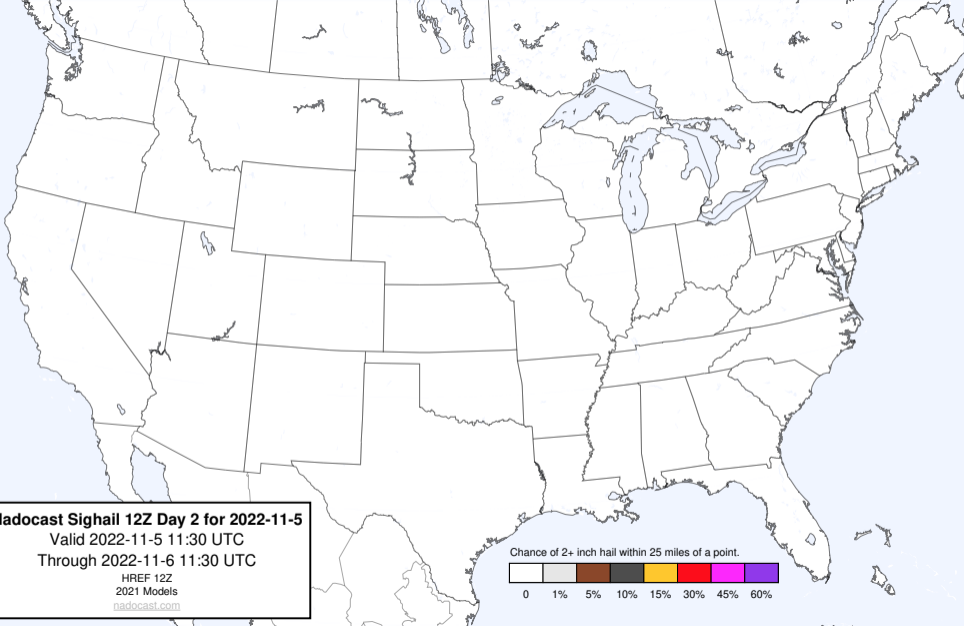 Nadocast Sighail 12Z Day 2 for 2022-11-5
Valid 2022-11-5 11:30 UTC
Through 2022-11-6 11:30 UTC
HREF 12Z
2021 Models
nadocast.com
Chance of 2+ inch hail within 25 miles of a point.
0 1% 5% 10% 15% 30% 45% 60%